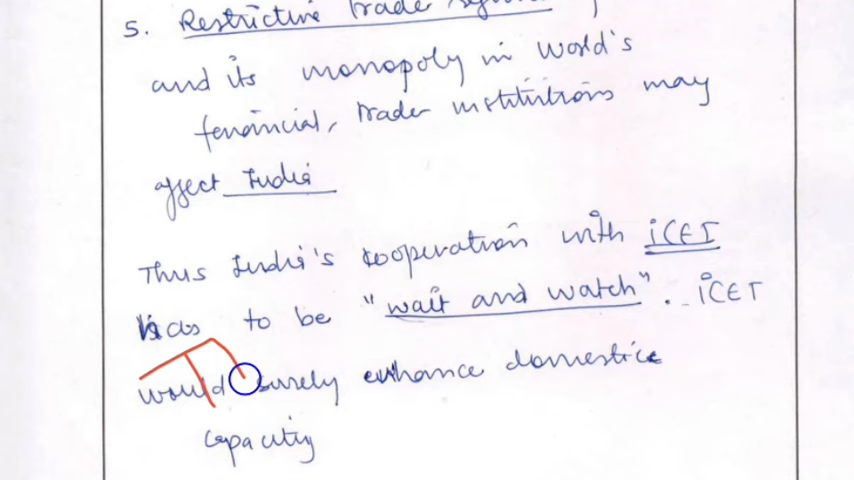 5. Restrictive trade
and its monopoly in world's
fenancial, trade institutions may
affect India
Thus India's cooperation with iCET
has to be "wait and watch". iCET
would surely enhance domestic
capacity